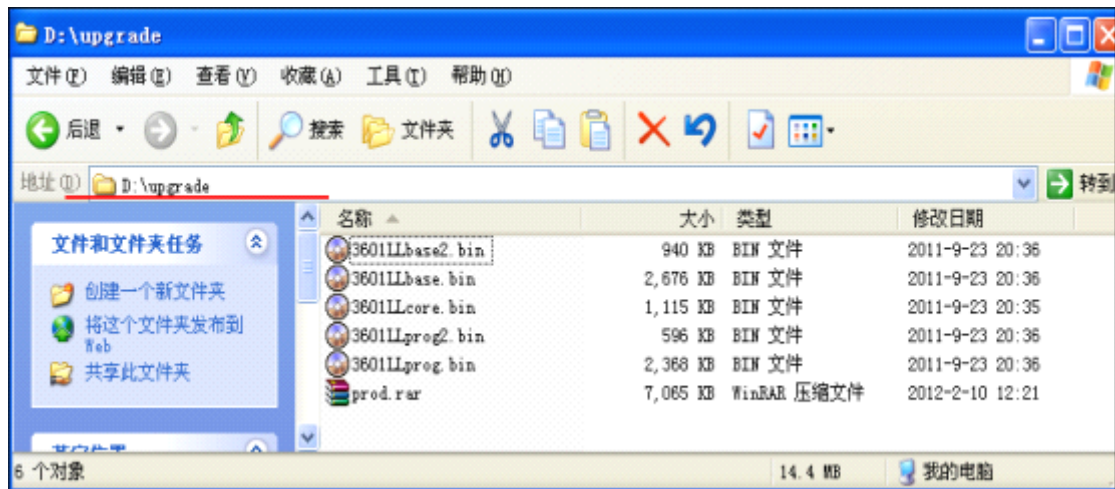 D:\upgrade
文件(F) 编辑(E) 查看(V) 收藏(A) 工具(T) 帮助(H)
后退 搜索 文件夹
地址(D) D:\upgrade 转到
名称 大小 类型 修改日期
文件和文件夹任务
创建一个新文件夹
将这个文件夹发布到
Web
共享此文件夹
其它位置
3601LLbase2.bin 940 KB BIN 文件 2011-9-23 20:36
3601LLbase.bin 2,676 KB BIN 文件 2011-9-23 20:36
3601LLcore.bin 1,115 KB BIN 文件 2011-9-23 20:35
3601LLprog2.bin 596 KB BIN 文件 2011-9-23 20:36
3601LLprog.bin 2,368 KB BIN 文件 2011-9-23 20:36
prod.rar 7,065 KB WinRAR 压缩文件 2012-2-10 12:21
6 个对象 14.4 MB 我的电脑